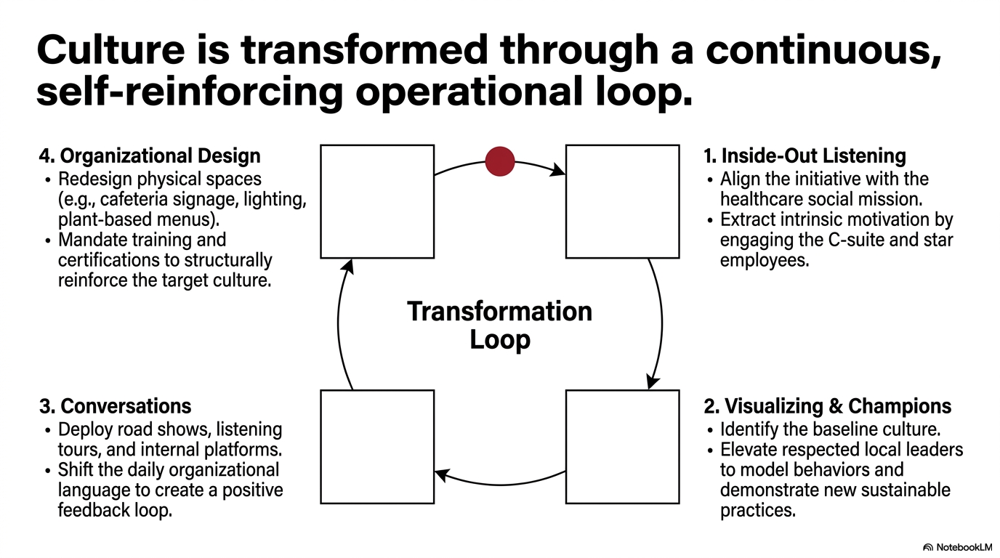 Culture is transformed through a continuous,
self-reinforcing operational loop.
4. Organizational Design
• Redesign physical spaces
(e.g., cafeteria signage, lighting,
plant-based menus).
• Mandate training and
certifications to structurally
reinforce the target culture.
1. Inside-Out Listening
• Align the initiative with the
healthcare social mission.
• Extract intrinsic motivation by
engaging the C-suite and star
employees.
Transformation
Loop
3. Conversations
• Deploy road shows, listening
tours, and internal platforms.
• Shift the daily organizational
language to create a positive
feedback loop.
2. Visualizing & Champions
• Identify the baseline culture.
• Elevate respected local leaders
to model behaviors and
demonstrate new sustainable
practices.
NotebookLM